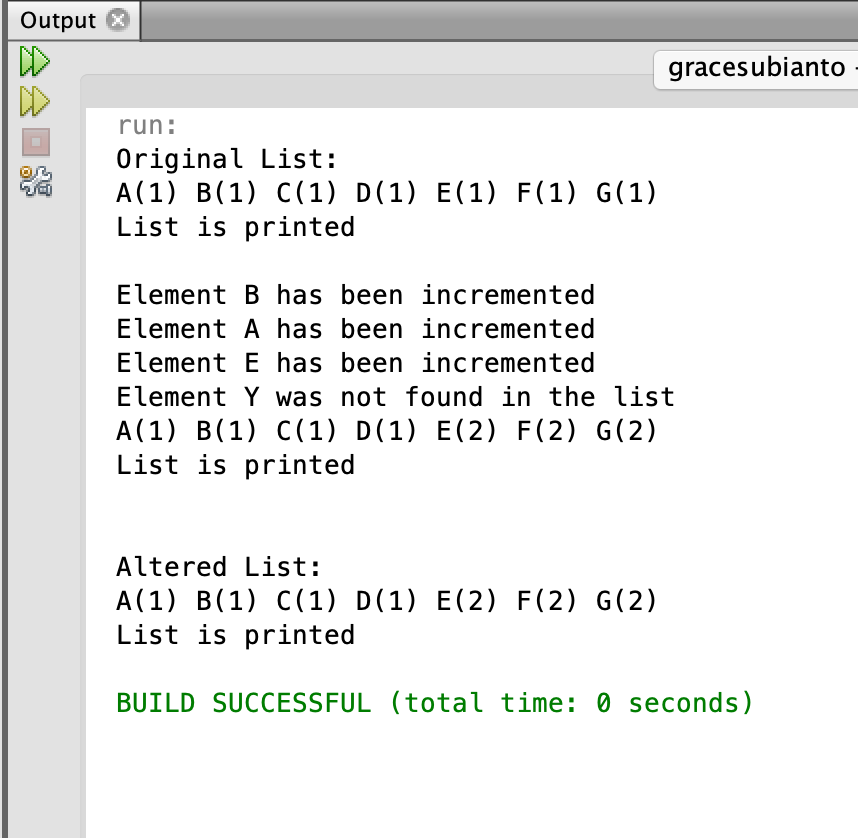 Output
gracesubianto
run:
Original List:
A(1) B(1) C(1) D(1) E(1) F(1) G(1)
List is printed
Element B has been incremented
Element A has been incremented
Element E has been incremented
Element Y was not found in the list
A(1) B(1) C(1) D(1) E(2) F(2) G(2)
List is printed
Altered List:
A(1) B(1) C(1) D(1) E(2) F(2) G(2)
List is printed
BUILD SUCCESSFUL (total time: 0 seconds)